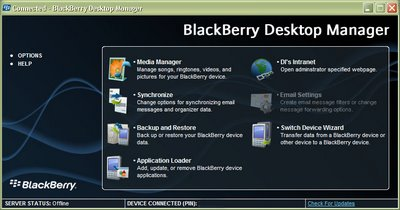 Connected - BlackBerry Desktop Manager
BlackBerry Desktop Manager
OPTIONS
HELP
Media Manager
Manage songs, ringtones, videos, and
pictures for your BlackBerry device.
DI's Intranet
Open adminstrator specified webpage.
Synchronize
Change options for synchronizing email
messages and organizer data.
Email Settings
Create email message filters or change
message forwarding options.
Backup and Restore
Back up or restore your BlackBerry device
data.
Switch Device Wizard
Transfer data from a BlackBerry device or
other device to a BlackBerry device.
Application Loader
Add, update, or remove BlackBerry device
applications.
BlackBerry
SERVER STATUS: Offline
DEVICE CONNECTED (PIN):
Check For Updates